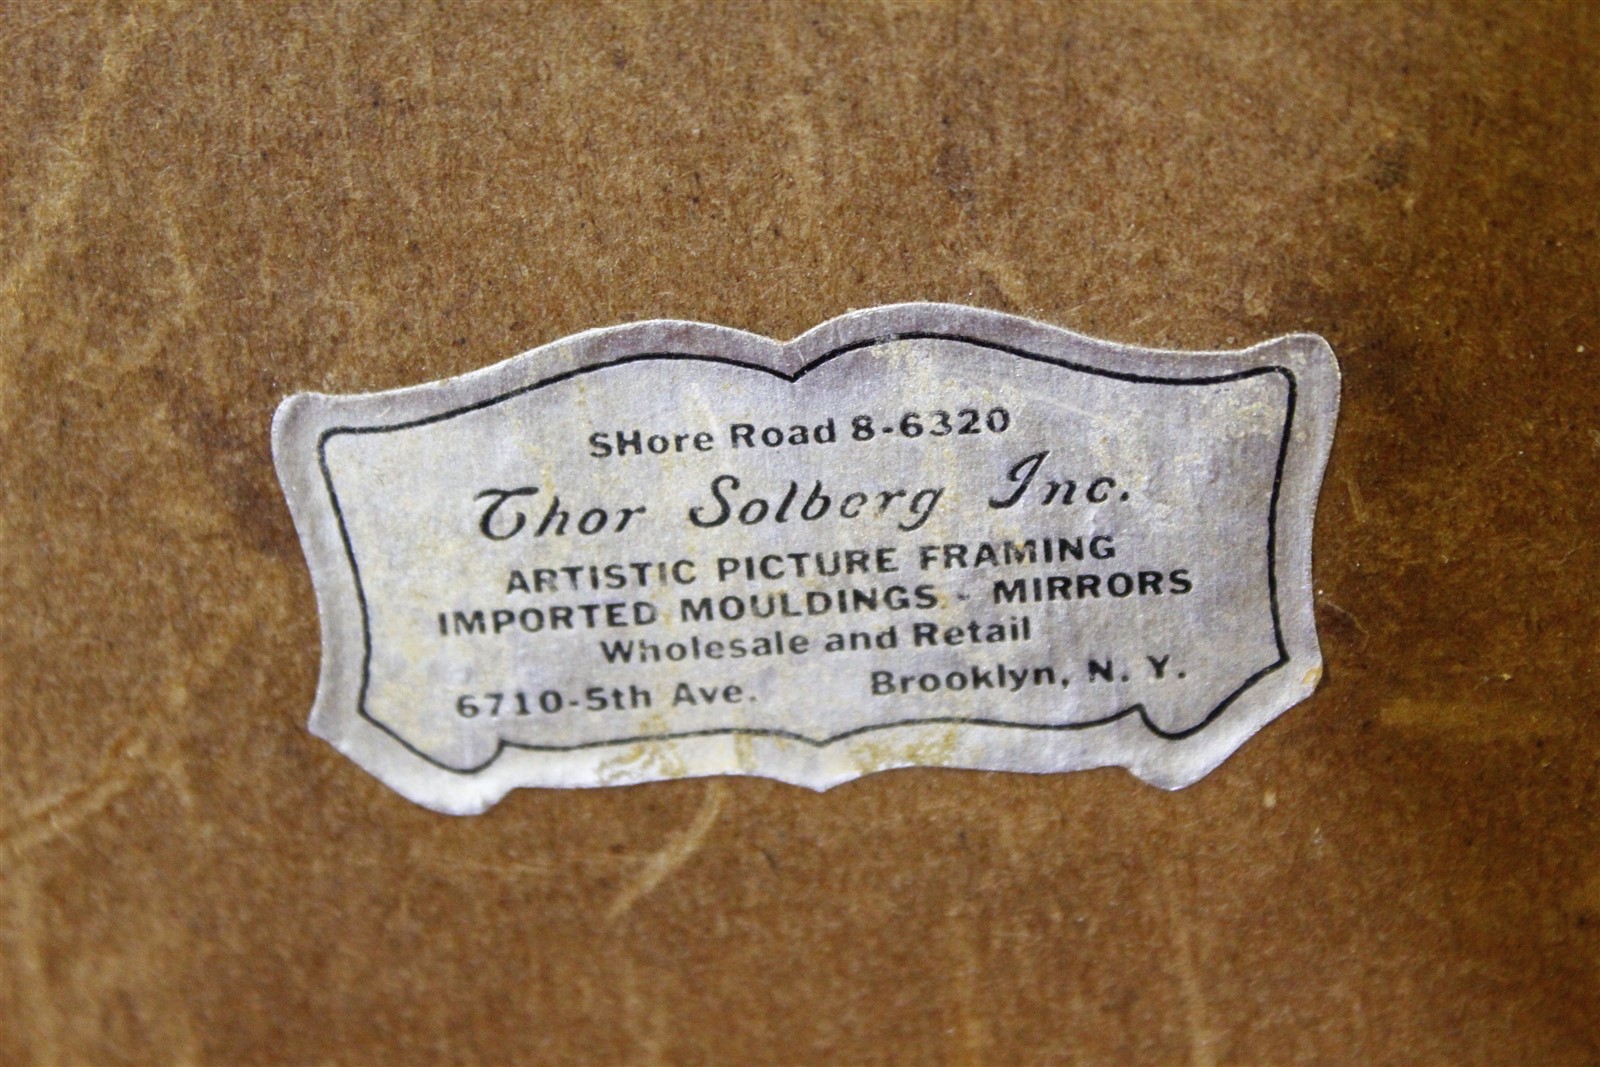 SHore Road 8-6320
Thor Solberg Inc.
ARTISTIC PICTURE FRAMING
IMPORTED MOULDINGS - MIRRORS
Wholesale and Retail
6710-5th Ave. Brooklyn, N. Y.